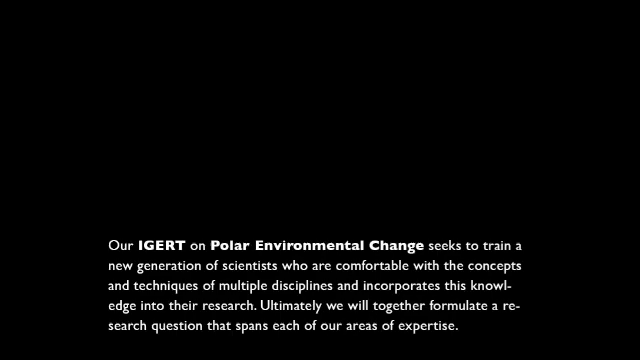 Our IGERT on Polar Environmental Change seeks to train a
new generation of scientists who are comfortable with the concepts
and techniques of multiple disciplines and incorporates this knowl-
edge into their research. Ultimately we will together formulate a re-
search question that spans each of our areas of expertise.